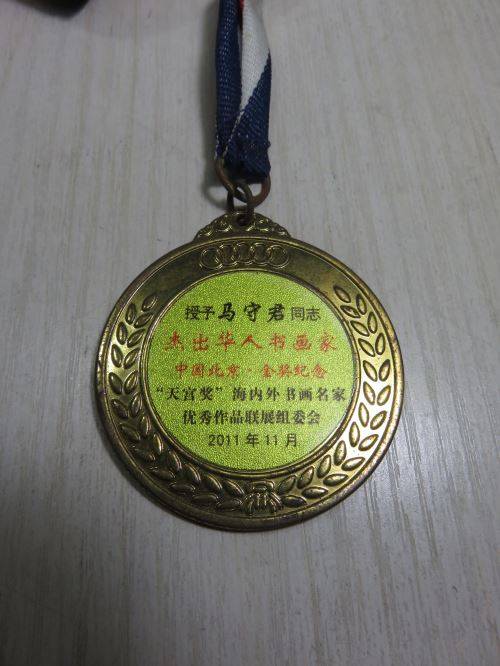 授予马守君同志
杰出华人书画家
中国北京·金奖纪念
“天宫奖”海内外书画名家
优秀作品联展组委会
2011年11月